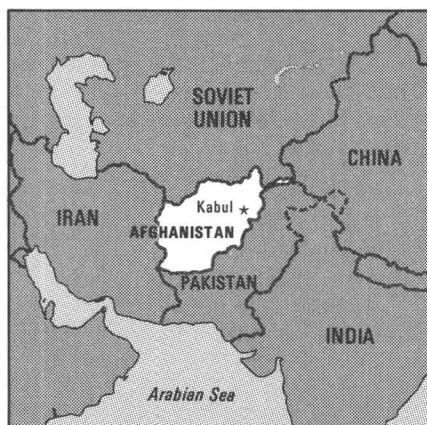 SOVIET
UNION
CHINA
Kabul
IRAN
AFGHANISTAN
PAKISTAN
INDIA
Arabian Sea